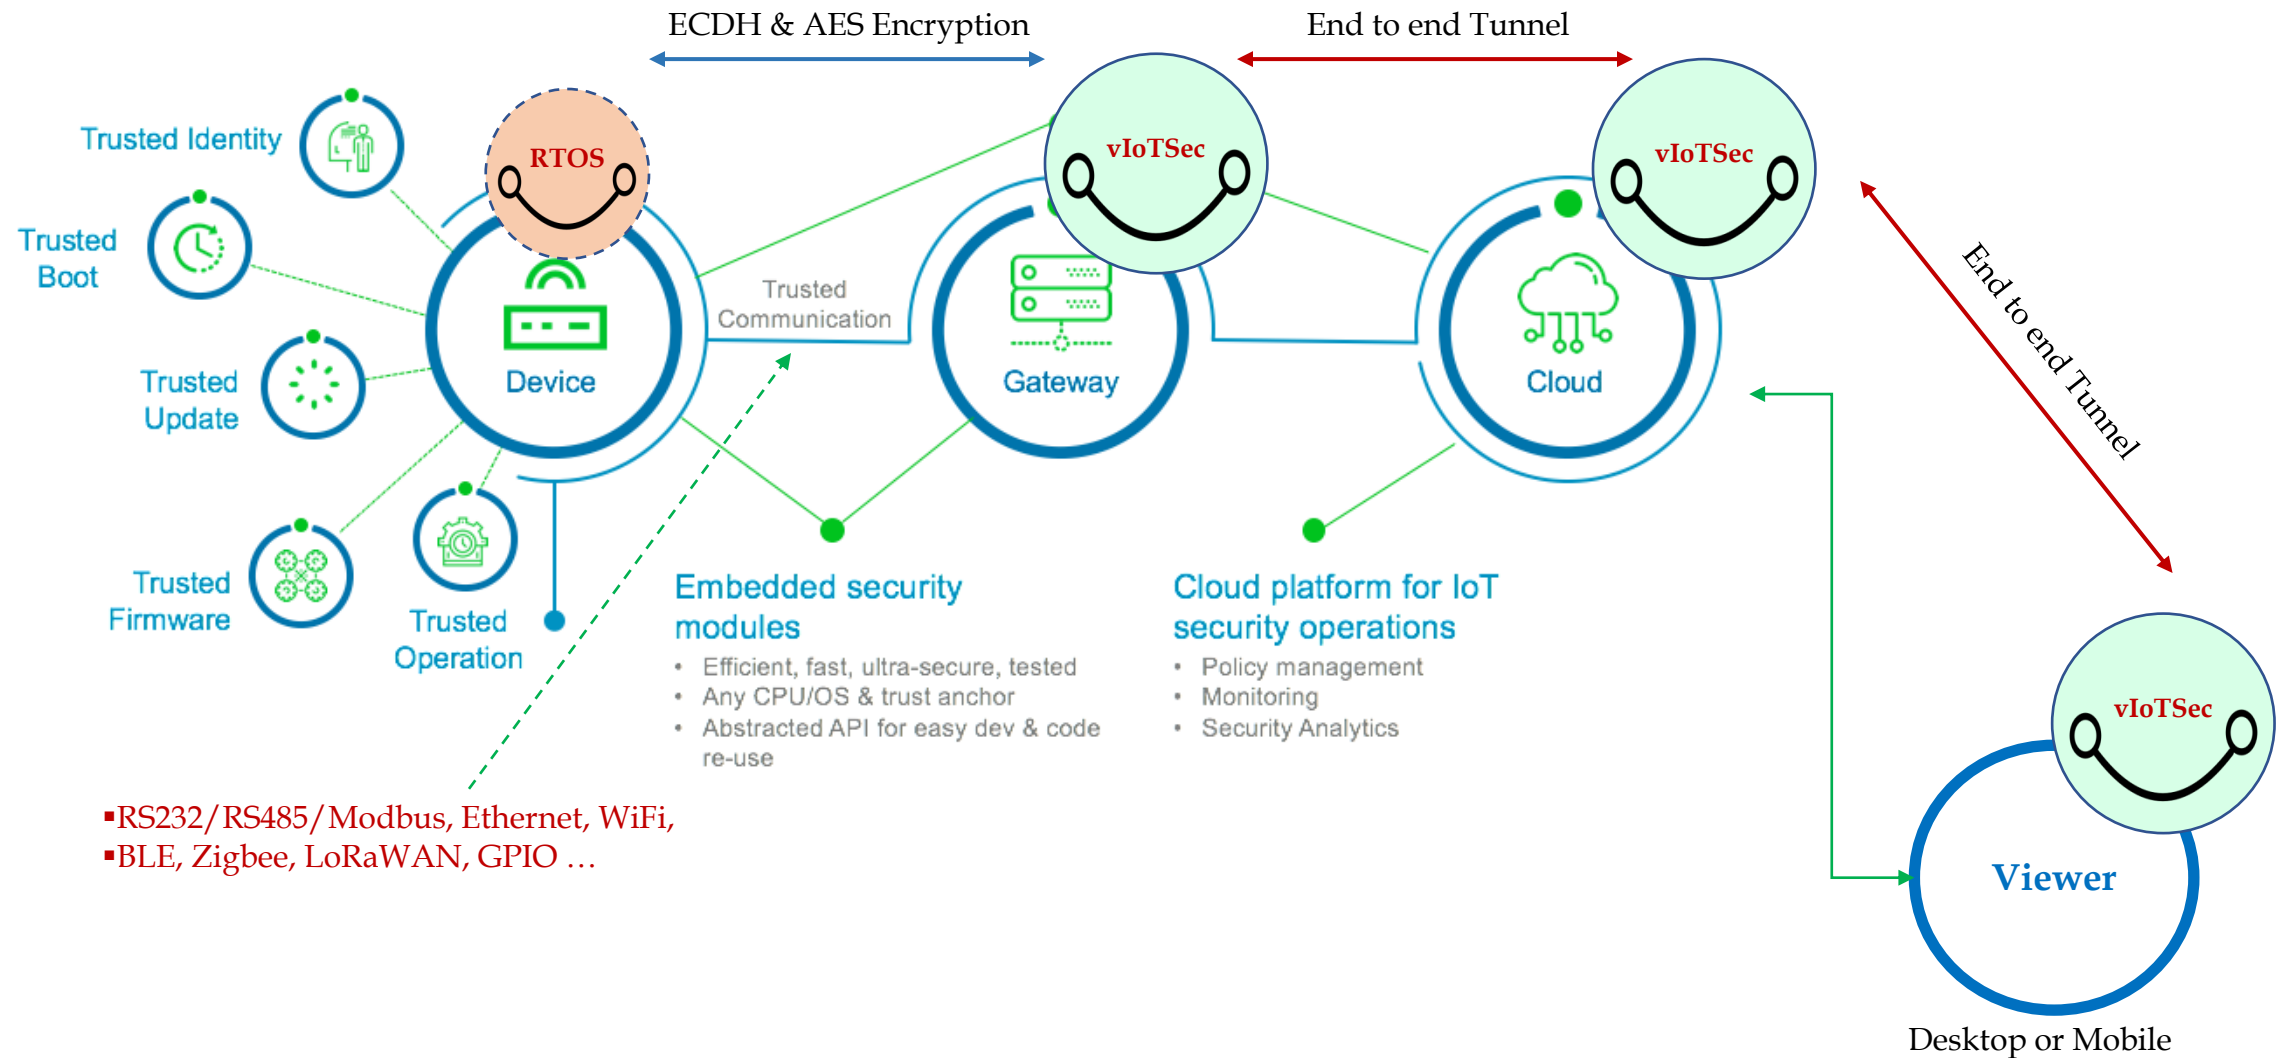 ECDH & AES Encryption
End to end Tunnel
Trusted Identity
RTOS
vIoTSec
vIoTSec
Trusted
Boot
Trusted
Communication
End to end Tunnel
Trusted
Update
Device
Gateway
Cloud
Trusted
Firmware
Trusted
Operation
Embedded security
modules
• Efficient, fast, ultra-secure, tested
• Any CPU/OS & trust anchor
• Abstracted API for easy dev & code
re-use
Cloud platform for IoT
security operations
• Policy management
• Monitoring
• Security Analytics
vIoTSec
▪RS232/RS485/Modbus, Ethernet, WiFi,
▪BLE, Zigbee, LoRaWAN, GPIO …
Viewer
Desktop or Mobile